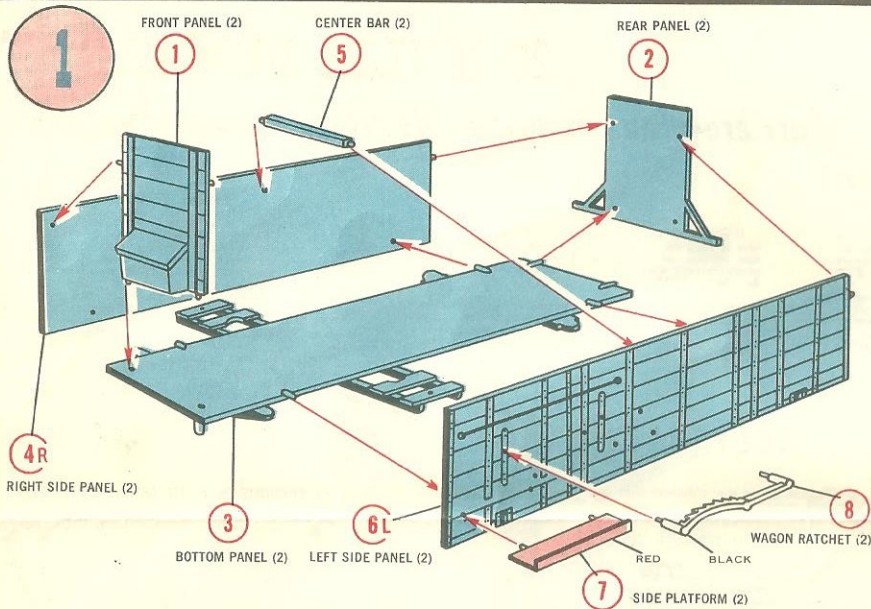 1
FRONT PANEL (2)
1
CENTER BAR (2)
5
REAR PANEL (2)
2
4R
RIGHT SIDE PANEL (2)
3
BOTTOM PANEL (2)
6L
LEFT SIDE PANEL (2)
RED
BLACK
7
SIDE PLATFORM (2)
8
WAGON RATCHET (2)